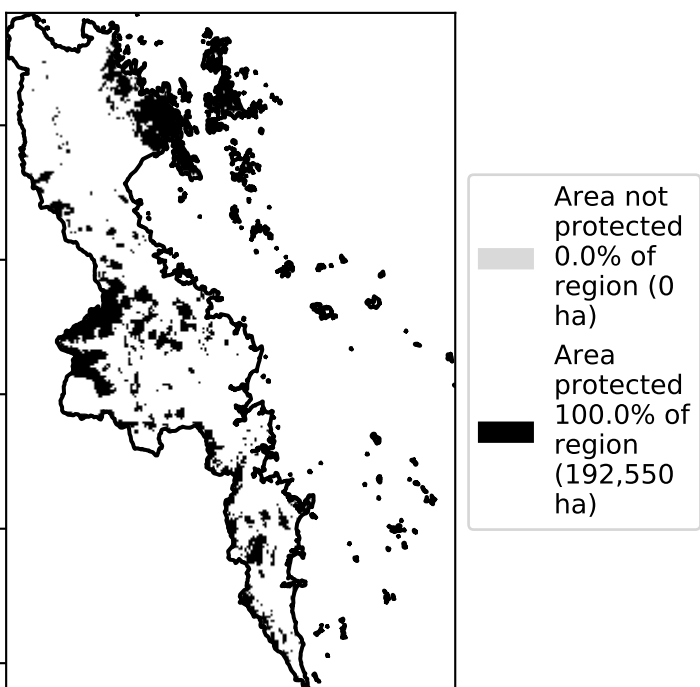 Area not
protected
0.0% of
region (0
ha)
Area
protected
100.0% of
region
(192,550
ha)